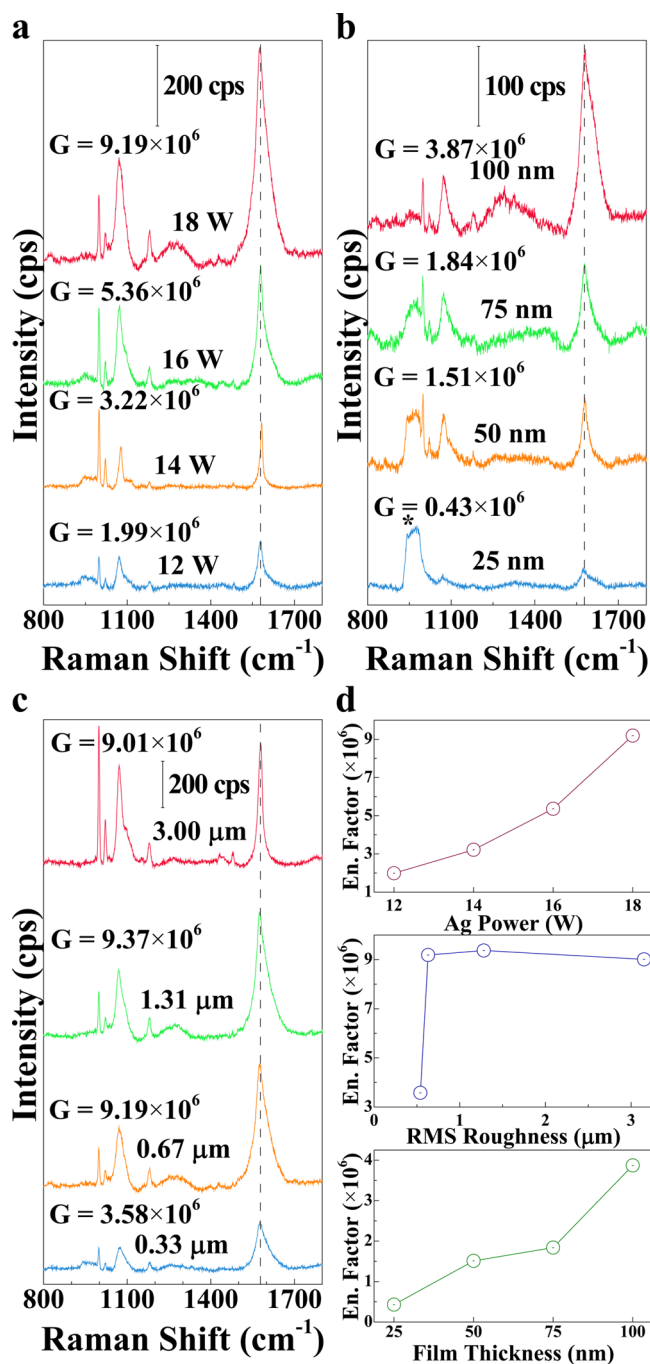 a
200 cps
G = 9.19×10⁶
18 W
G = 5.36×10⁶
16 W
G = 3.22×10⁶
14 W
G = 1.99×10⁶
12 W
Intensity (cps)
800 1100 1400 1700
Raman Shift (cm⁻¹)
b
100 cps
G = 3.87×10⁶
100 nm
G = 1.84×10⁶
75 nm
G = 1.51×10⁶
50 nm
G = 0.43×10⁶
*
25 nm
Intensity (cps)
800 1100 1400 1700
Raman Shift (cm⁻¹)
c
G = 9.01×10⁶
200 cps
3.00 μm
G = 9.37×10⁶
1.31 μm
G = 9.19×10⁶
0.67 μm
G = 3.58×10⁶
0.33 μm
Intensity (cps)
800 1100 1400 1700
Raman Shift (cm⁻¹)
d
En. Factor (×10⁶)
9
7
5
3
1
12 14 16 18
Ag Power (W)
En. Factor (×10⁶)
9
7
5
3
0 1 2 3
RMS Roughness (μm)
En. Factor (×10⁶)
4
3
2
1
0
25 50 75 100
Film Thickness (nm)